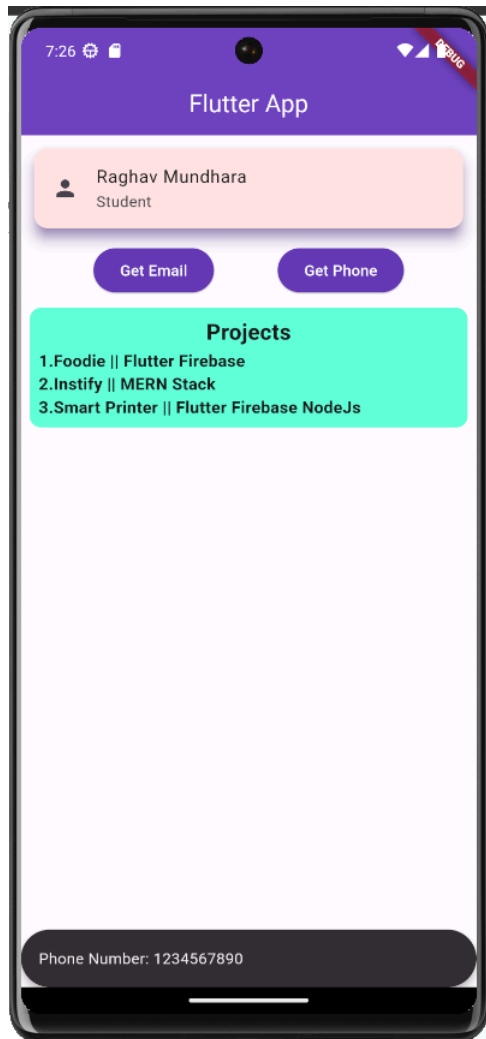 7:26
DEBUG
Flutter App
Raghav Mundhara
Student
Get Email
Get Phone
Projects
1.Foodie || Flutter Firebase
2.Instify || MERN Stack
3.Smart Printer || Flutter Firebase NodeJs
Phone Number: 1234567890